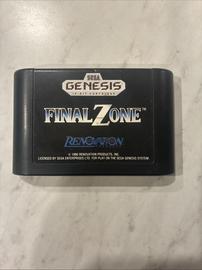 SEGA
GENESIS
16-BIT CARTRIDGE
FINAL ZONE™
RENOVATION
© 1990 RENOVATION PRODUCTS, INC.
LICENSED BY SEGA ENTERPRISES LTD. FOR PLAY ON THE SEGA GENESIS SYSTEM.